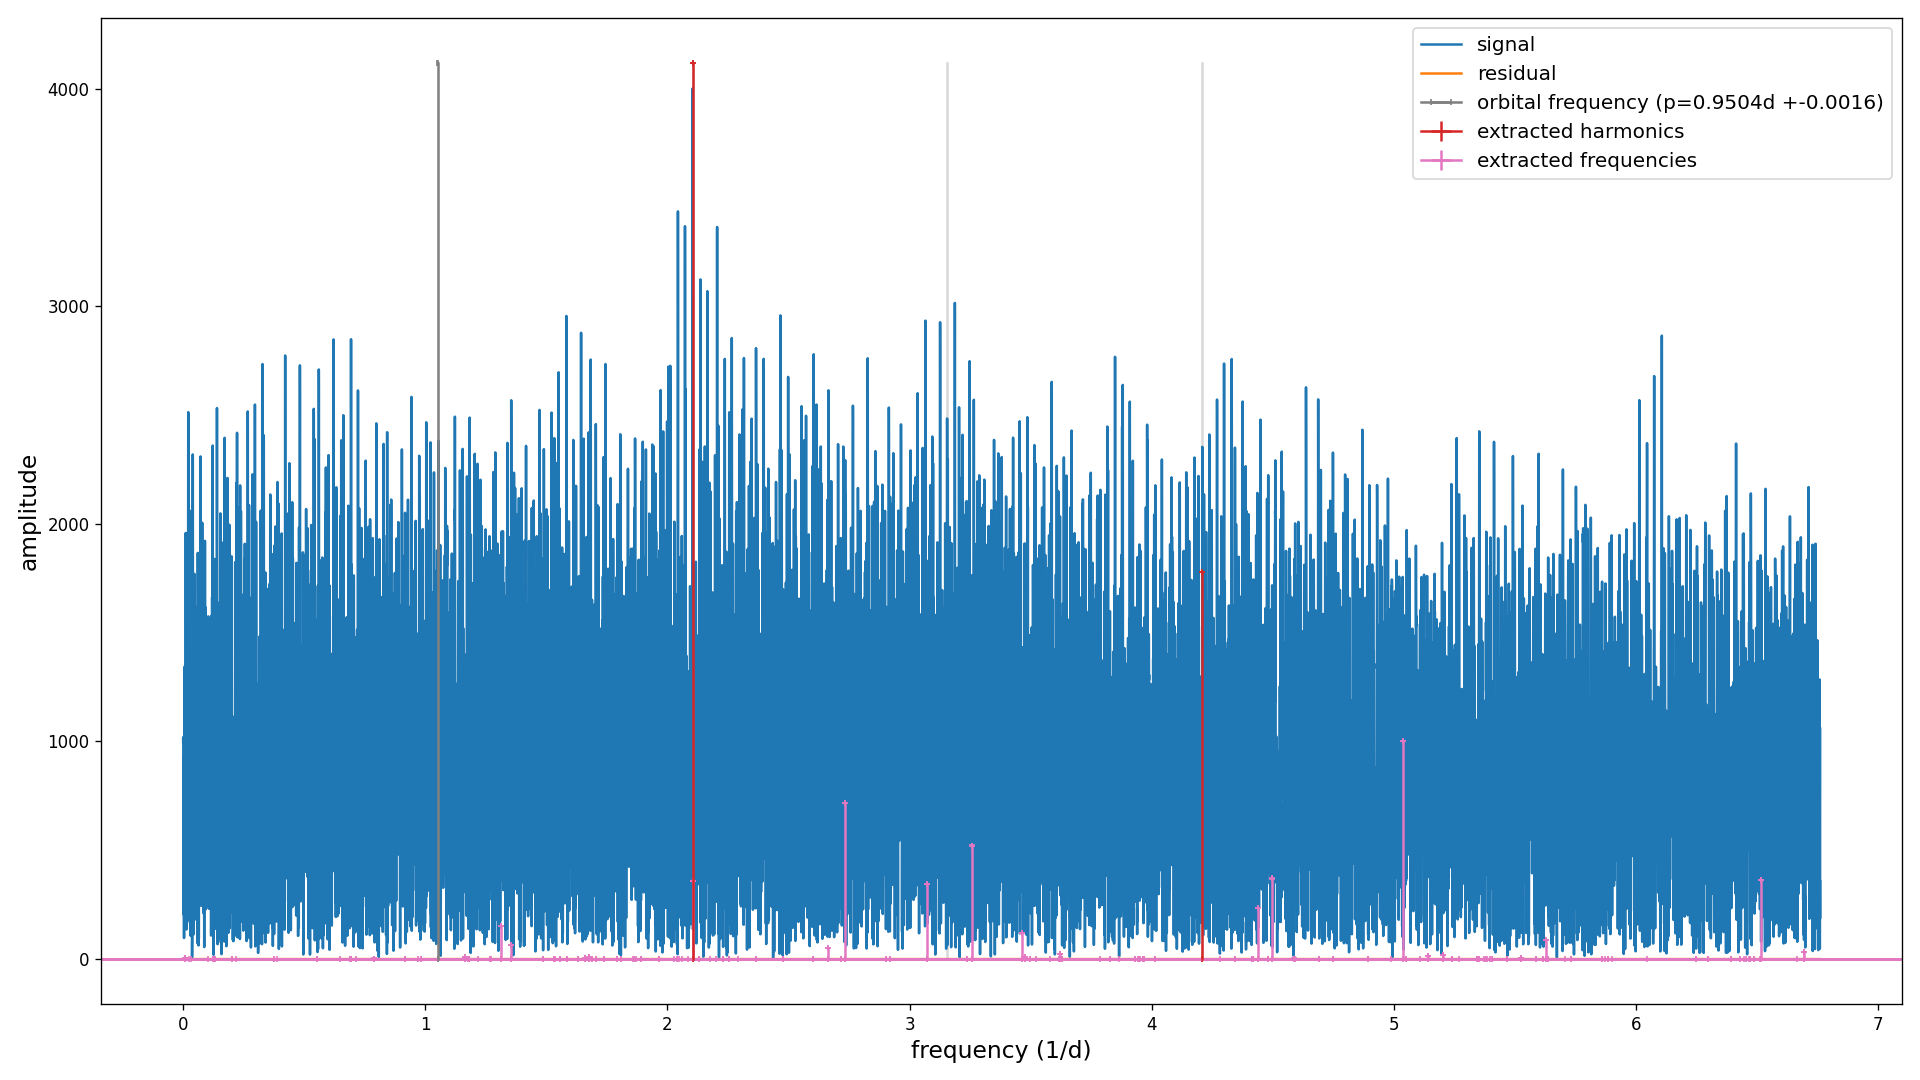 signal
residual
orbital frequency (p=0.9504d +-0.0016)
extracted harmonics
extracted frequencies
amplitude
4000
3000
2000
1000
0
0 1 2 3 4 5 6 7
frequency (1/d)